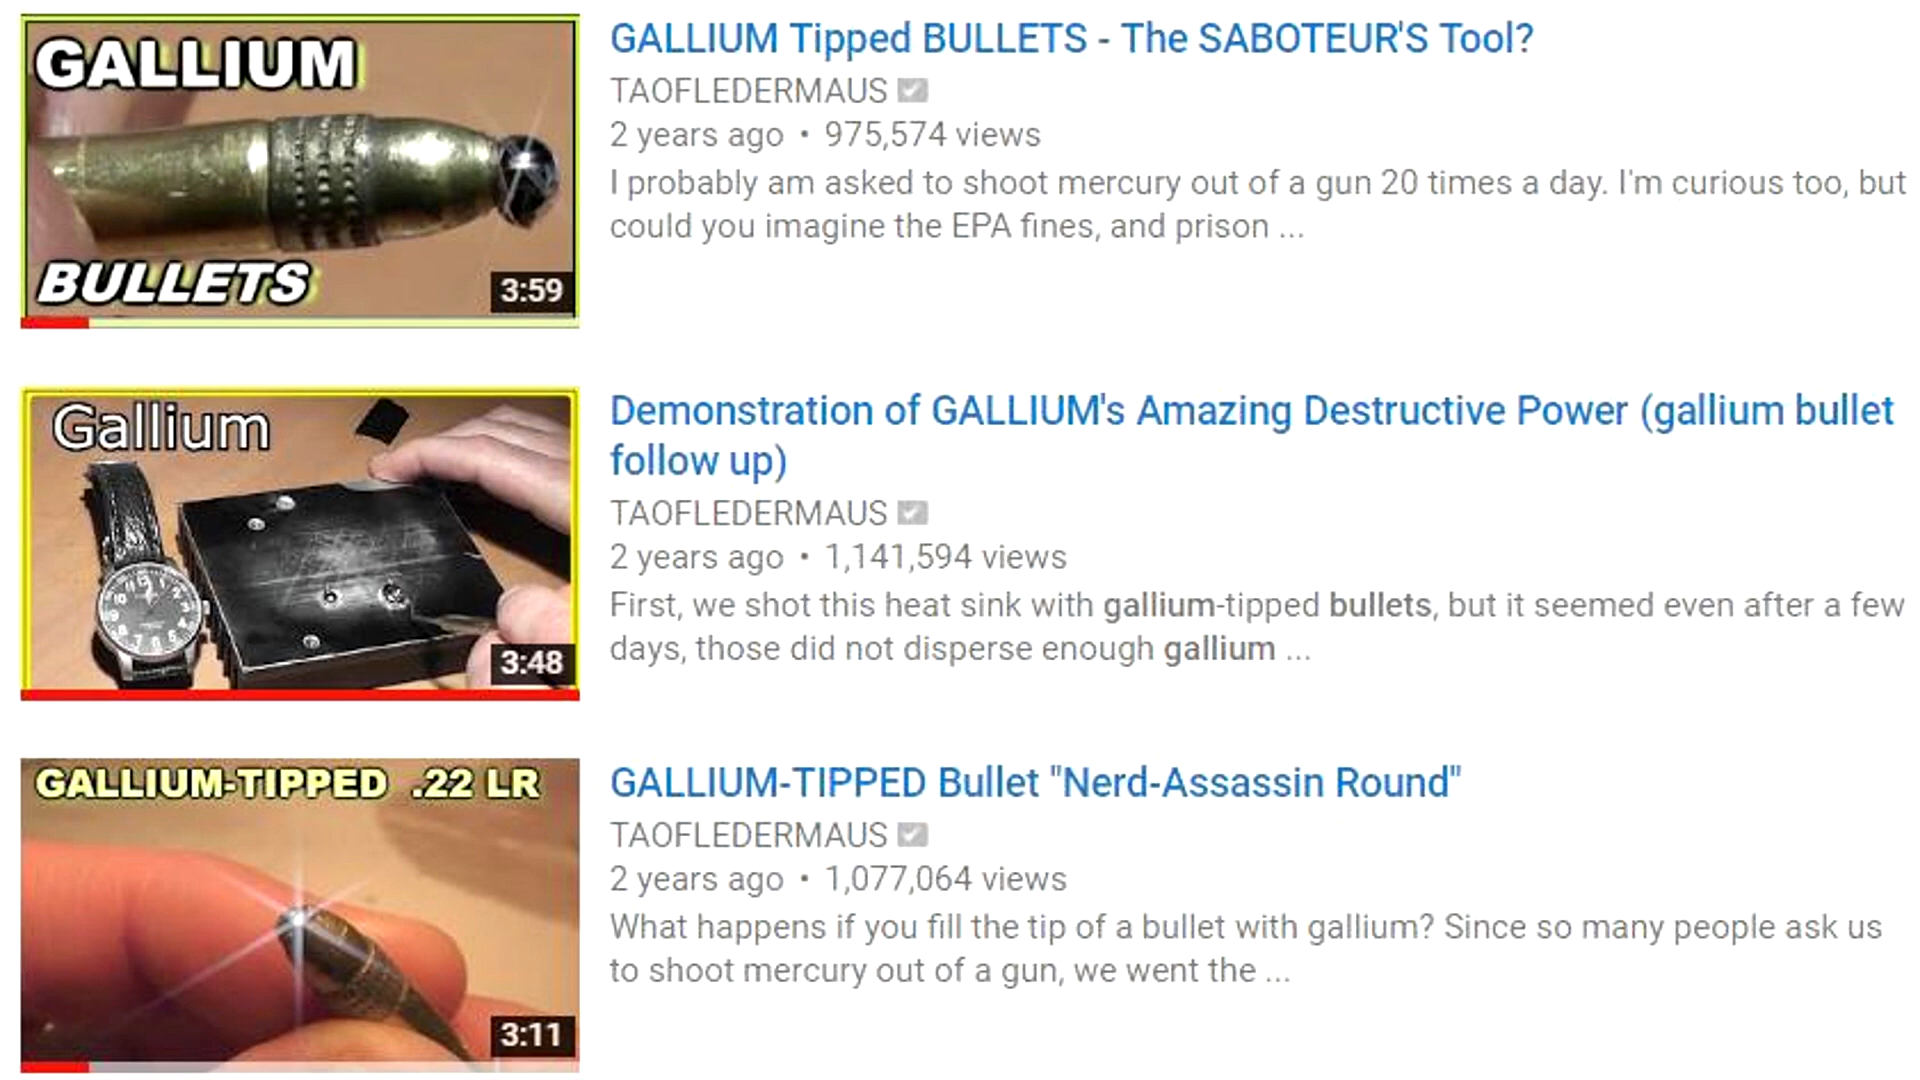 GALLIUM
BULLETS
3:59
GALLIUM Tipped BULLETS - The SABOTEUR'S Tool?
TAOFLEDERMAUS
2 years ago • 975,574 views
I probably am asked to shoot mercury out of a gun 20 times a day. I'm curious too, but
could you imagine the EPA fines, and prison ...
Gallium
3:48
Demonstration of GALLIUM's Amazing Destructive Power (gallium bullet
follow up)
TAOFLEDERMAUS
2 years ago • 1,141,594 views
First, we shot this heat sink with gallium-tipped bullets, but it seemed even after a few
days, those did not disperse enough gallium ...
GALLIUM-TIPPED .22 LR
3:11
GALLIUM-TIPPED Bullet "Nerd-Assassin Round"
TAOFLEDERMAUS
2 years ago • 1,077,064 views
What happens if you fill the tip of a bullet with gallium? Since so many people ask us
to shoot mercury out of a gun, we went the ...